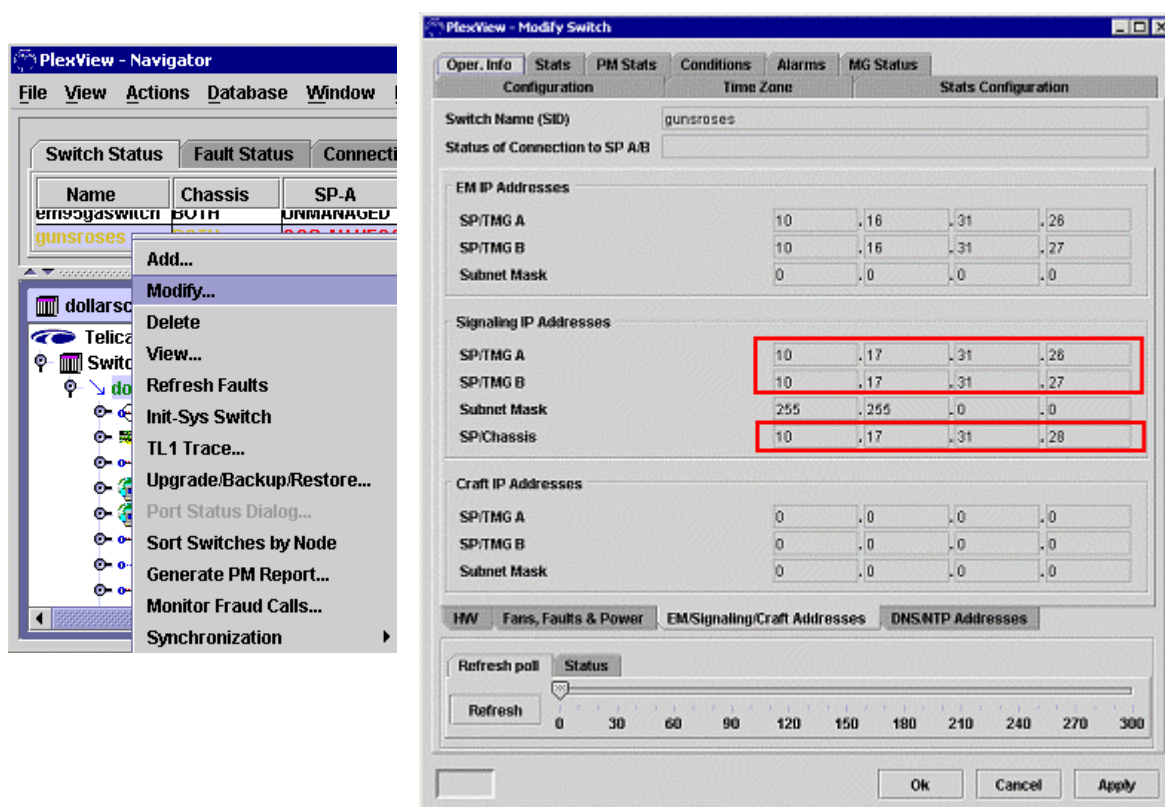 PlexView - Navigator
File View Actions Database Window
Switch Status Fault Status Connecti
Name Chassis SP-A
em95gaswitch BOTH UNMANAGED
gunsroses BOTH
Add...
Modify...
Delete
View...
Refresh Faults
Init-Sys Switch
TL1 Trace...
Upgrade/Backup/Restore...
Port Status Dialog...
Sort Switches by Node
Generate PM Report...
Monitor Fraud Calls...
Synchronization
dollarsc
Telica
Switc
do
PlexView - Modify Switch
Oper. Info Stats PM Stats Conditions Alarms MG Status
Configuration Time Zone Stats Configuration
Switch Name (SID) gunsroses
Status of Connection to SP A/B
EM IP Addresses
SP/TMG A 10 .16 .31 .26
SP/TMG B 10 .16 .31 .27
Subnet Mask 0 .0 .0 .0
Signaling IP Addresses
SP/TMG A 10 .17 .31 .26
SP/TMG B 10 .17 .31 .27
Subnet Mask 255 .255 .0 .0
SP/Chassis 10 .17 .31 .28
Craft IP Addresses
SP/TMG A 0 .0 .0 .0
SP/TMG B 0 .0 .0 .0
Subnet Mask 0 .0 .0 .0
HW Fans, Faults & Power EM/Signaling/Craft Addresses DNS/NTP Addresses
Refresh poll Status
Refresh
0 30 60 90 120 150 180 210 240 270 300
Ok Cancel Apply